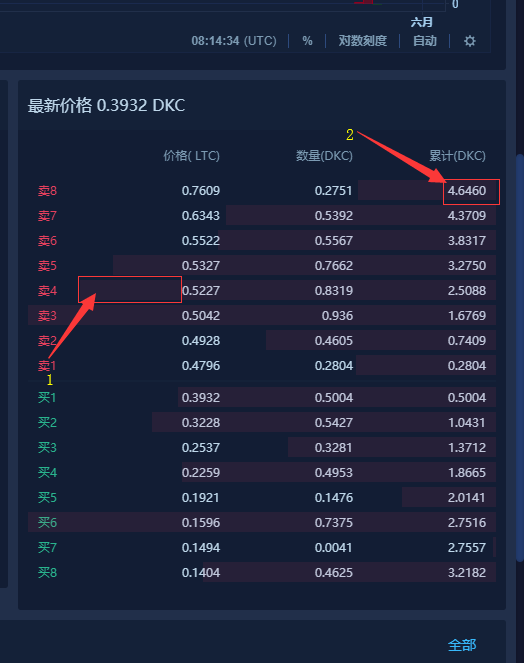 0
六月
08:14:34 (UTC) % 对数刻度 自动
最新价格 0.3932 DKC
2
价格( LTC) 数量(DKC) 累计(DKC)
卖8 0.7609 0.2751 4.6460
卖7 0.6343 0.5392 4.3709
卖6 0.5522 0.5567 3.8317
卖5 0.5327 0.7662 3.2750
卖4 0.5227 0.8319 2.5088
卖3 0.5042 0.936 1.6769
卖2 0.4928 0.4605 0.7409
卖1 0.4796 0.2804 0.2804
1
买1 0.3932 0.5004 0.5004
买2 0.3228 0.5427 1.0431
买3 0.2537 0.3281 1.3712
买4 0.2259 0.4953 1.8665
买5 0.1921 0.1476 2.0141
买6 0.1596 0.7375 2.7516
买7 0.1494 0.0041 2.7557
买8 0.1404 0.4625 3.2182
全部